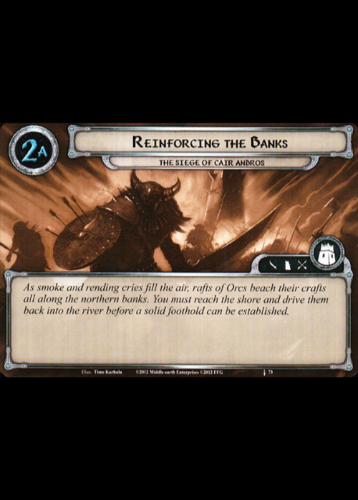 2A
Reinforcing the Banks
The Siege of Cair Andros
As smoke and rending cries fill the air, rafts of Orcs beach their crafts
all along the northern banks. You must reach the shore and drive them
back into the river before a solid foothold can be established.
Illus. Timo Karhula ©2012 Middle-earth Enterprises ©2012 FFG 73